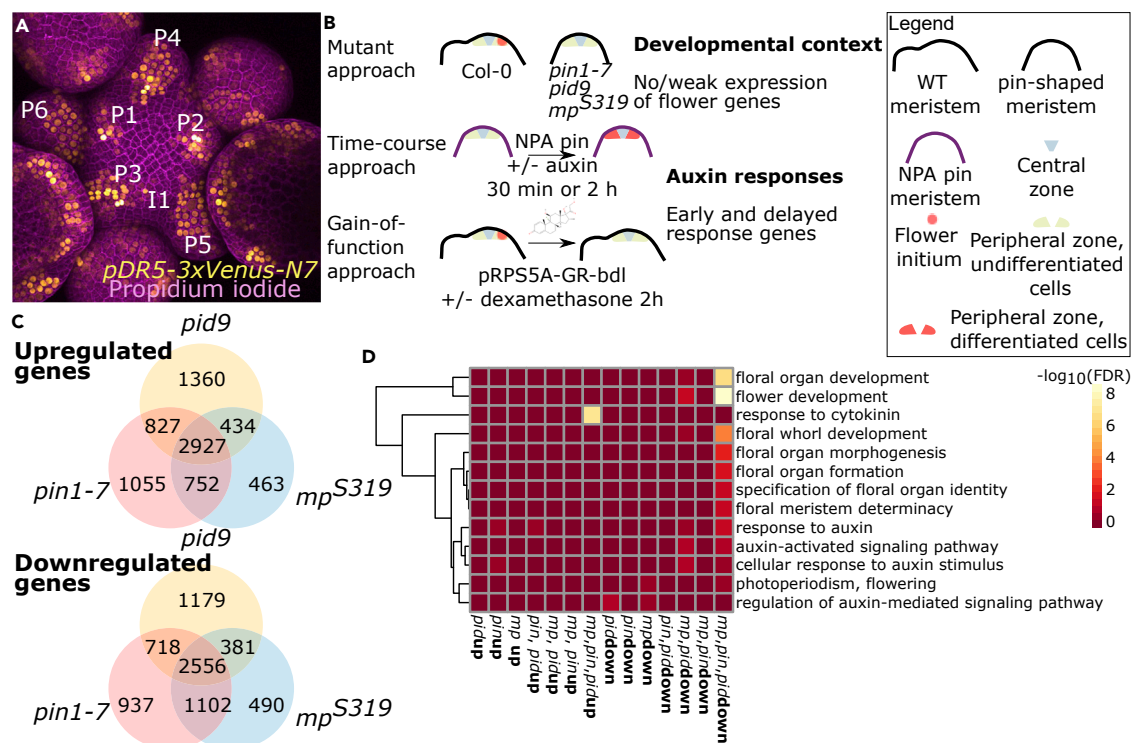 A
P4
P6
P1
P2
P3
I1
P5
pDR5-3xVenus-N7
Propidium iodide
B
Mutant
approach
Col-0
pin1-7
pid9
mpS319
Developmental context
No/weak expression
of flower genes
Time-course
approach
NPA pin
+/- auxin
30 min or 2 h
Auxin responses
Early and delayed
response genes
Gain-of-
function
approach
pRPS5A-GR-bdl
+/- dexamethasone 2h
Legend
WT
meristem
pin-shaped
meristem
NPA pin
meristem
Central
zone
Flower
initium
Peripheral zone,
undifferentiated
cells
Peripheral zone,
differentiated cells
C
pid9
Upregulated
genes
1360
827
434
2927
1055
752
463
pin1-7
mpS319
pid9
Downregulated
genes
1179
718
381
2556
937
1102
490
pin1-7
mpS319
D
floral organ development
flower development
response to cytokinin
floral whorl development
floral organ morphogenesis
floral organ formation
specification of floral organ identity
floral meristem determinacy
response to auxin
auxin-activated signaling pathway
cellular response to auxin stimulus
photoperiodism, flowering
regulation of auxin-mediated signaling pathway
-log10(FDR)
8
6
4
2
0
pidup
pinup
mp up
pin, pidup
mp, pidup
mp, pinup
mp,pin,pidup
piddown
pindown
mpdown
pin,piddown
mp,piddown
mp,pindown
mp,pin,piddown